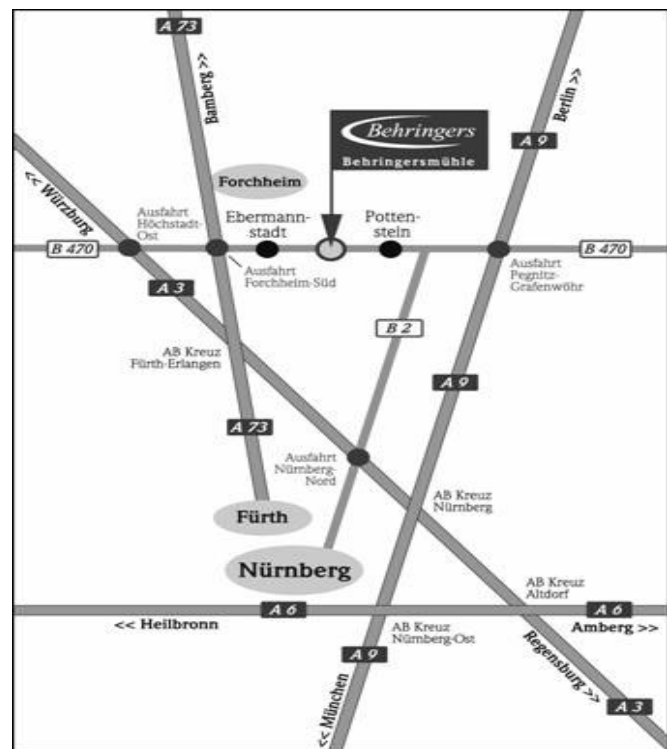 A 73
Bamberg >>
Berlin >>
A 9
Behringers
Behringersmühle
<< Würzburg
Forchheim
Ausfahrt
Höchstadt-
Ost
Ebermann-
stadt
Potten-
stein
B 470
B 470
Ausfahrt
Forchheim-Süd
Ausfahrt
Pegnitz-
Grafenwöhr
A 3
B 2
AB Kreuz
Fürth-Erlangen
A 9
A 73
Ausfahrt
Nürnberg-
Nord
AB Kreuz
Nürnberg
Fürth
Nürnberg
AB Kreuz
Altdorf
A 6
A 6
<< Heilbronn
AB Kreuz
Nürnberg-Ost
Amberg >>
A 9
Regensburg >>
<< München
A 3